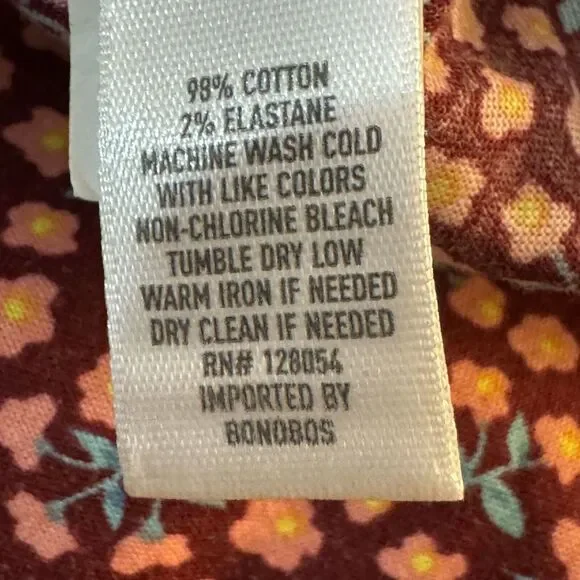 98% COTTON
2% ELASTANE
MACHINE WASH COLD
WITH LIKE COLORS
NON-CHLORINE BLEACH
TUMBLE DRY LOW
WARM IRON IF NEEDED
DRY CLEAN IF NEEDED
RN# 128054
IMPORTED BY
BONOBOS